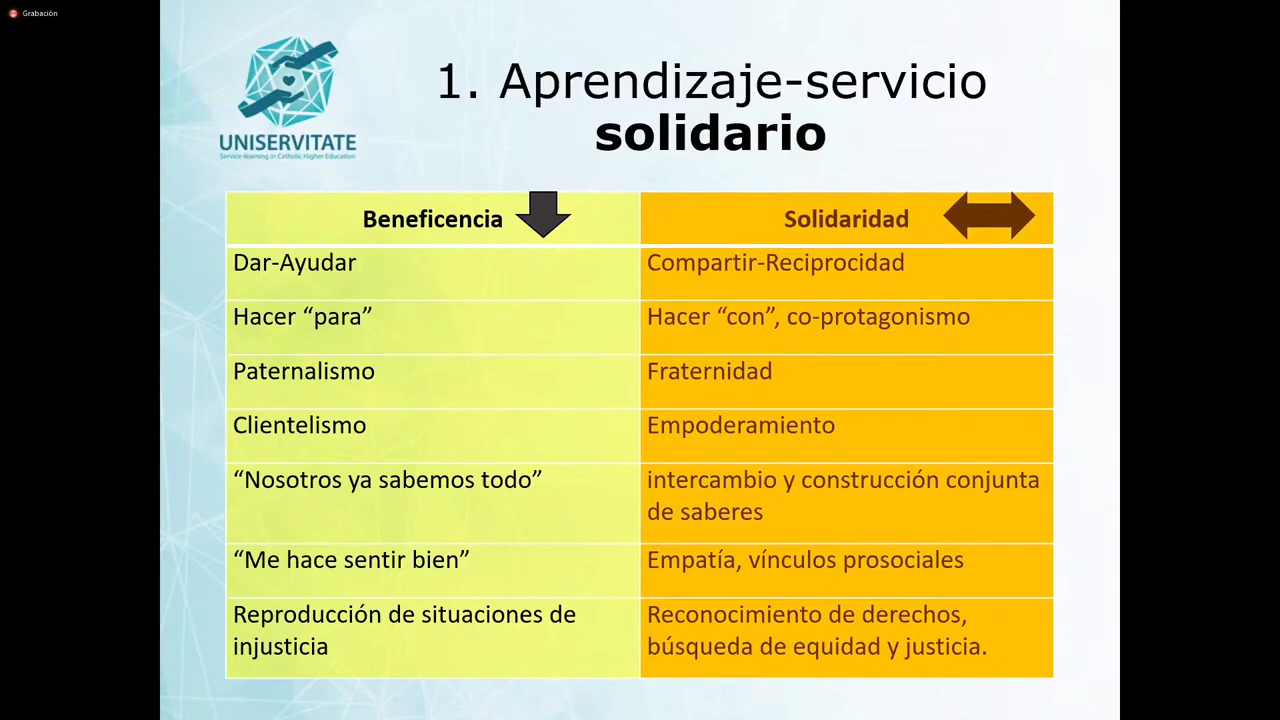 Grabación
UNISERVITATE
Service-learning in Catholic Higher Education
1. Aprendizaje-servicio
solidario
Beneficencia
Solidaridad
Dar-Ayudar
Compartir-Reciprocidad
Hacer “para”
Hacer “con”, co-protagonismo
Paternalismo
Fraternidad
Clientelismo
Empoderamiento
“Nosotros ya sabemos todo”
intercambio y construcción conjunta
de saberes
“Me hace sentir bien”
Empatía, vínculos prosociales
Reproducción de situaciones de
injusticia
Reconocimiento de derechos,
búsqueda de equidad y justicia.